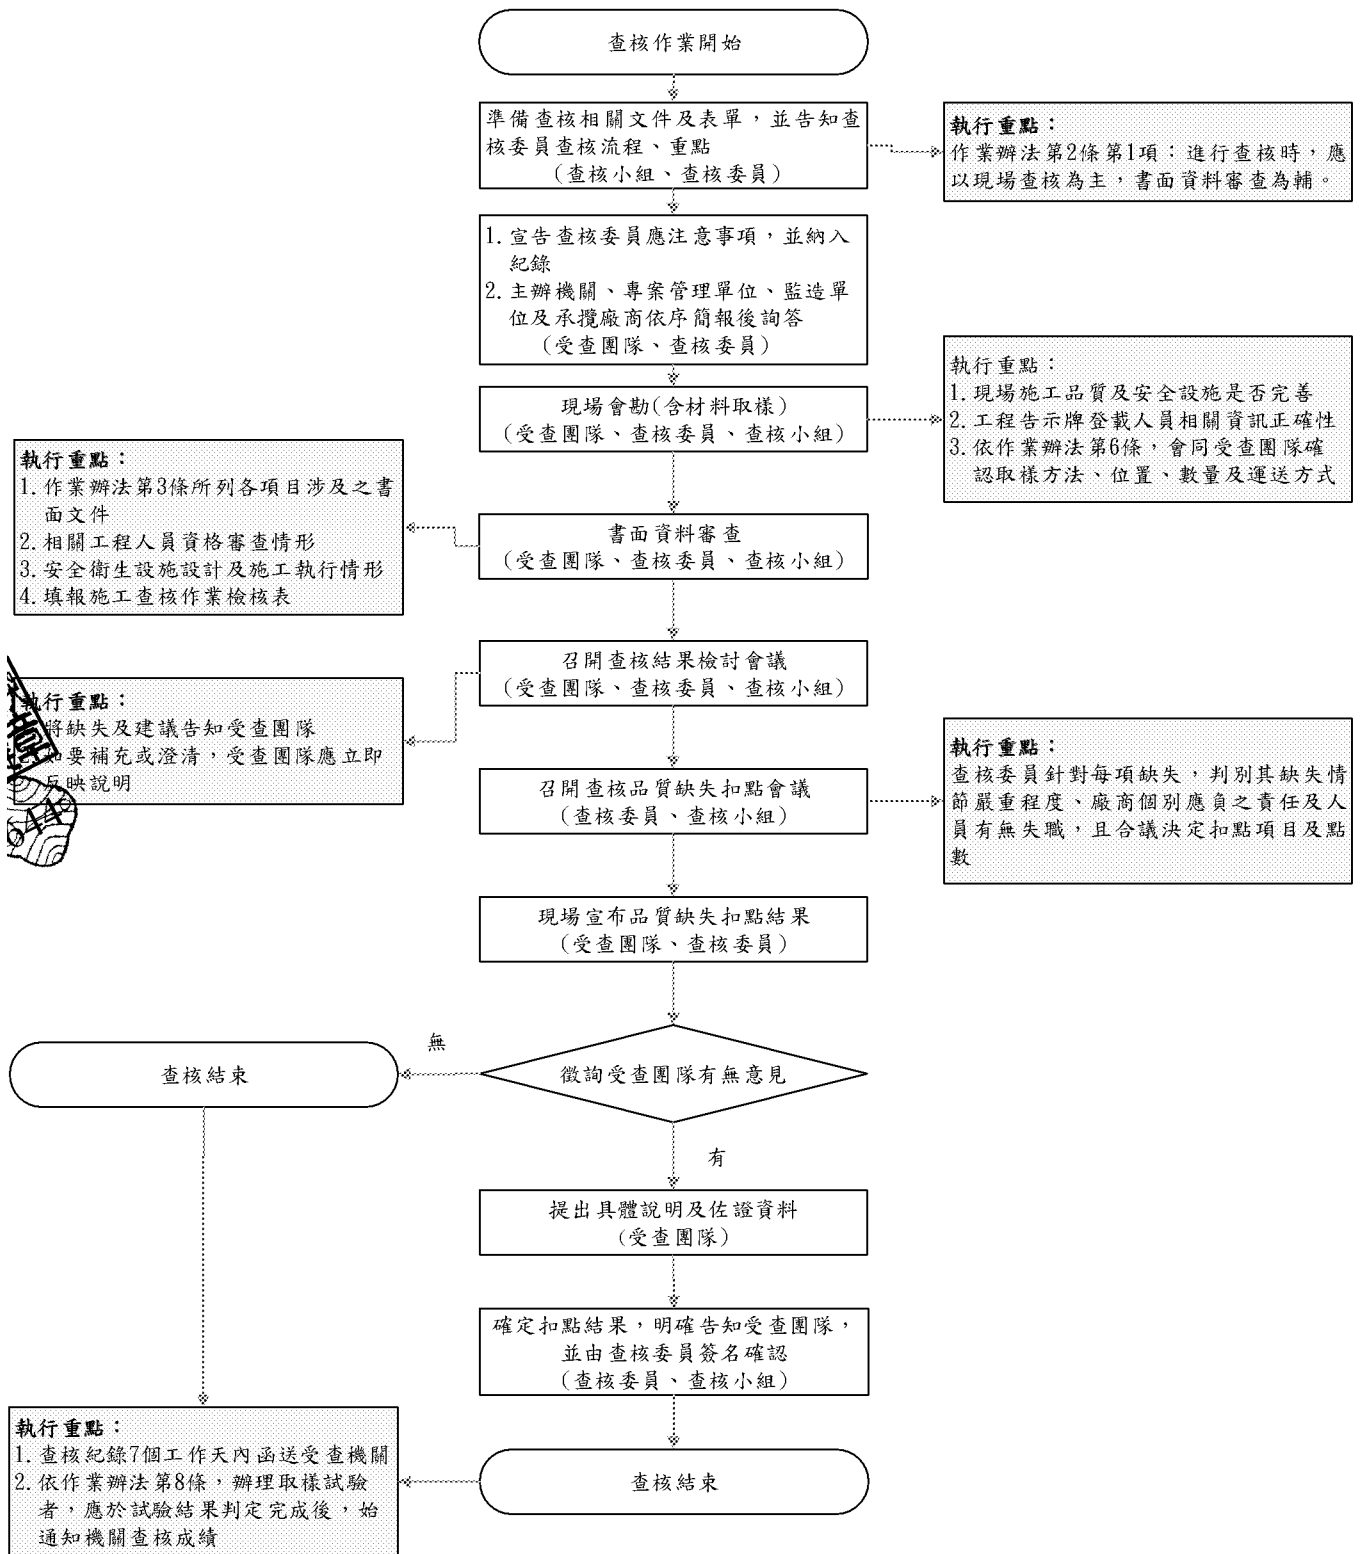 查核作業開始
準備查核相關文件及表單，並告知查
核委員查核流程、重點
(查核小組、查核委員)
執行重點：
作業辦法第2條第1項：進行查核時，應
以現場查核為主，書面資料審查為輔。
1. 宣告查核委員應注意事項，並納入
紀錄
2. 主辦機關、專案管理單位、監造單
位及承攬廠商依序簡報後詢答
(受查團隊、查核委員)
現場會勘(含材料取樣)
(受查團隊、查核委員、查核小組)
執行重點：
1. 現場施工品質及安全設施是否完善
2. 工程告示牌登載人員相關資訊正確性
3. 依作業辦法第6條，會同受查團隊確
認取樣方法、位置、數量及運送方式
執行重點：
1. 作業辦法第3條所列各項目涉及之書
面文件
2. 相關工程人員資格審查情形
3. 安全衛生設施設計及施工執行情形
4. 填報施工查核作業檢核表
書面資料審查
(受查團隊、查核委員、查核小組)
召開查核結果檢討會議
(受查團隊、查核委員、查核小組)
執行重點：
將缺失及建議告知受查團隊
如要補充或澄清，受查團隊應立即
反映說明
召開查核品質缺失扣點會議
(查核委員、查核小組)
執行重點：
查核委員針對每項缺失，判別其缺失情
節嚴重程度、廠商個別應負之責任及人
員有無失職，且合議決定扣點項目及點
數
現場宣布品質缺失扣點結果
(受查團隊、查核委員)
徵詢受查團隊有無意見
無
查核結束
有
提出具體說明及佐證資料
(受查團隊)
確定扣點結果，明確告知受查團隊，
並由查核委員簽名確認
(查核委員、查核小組)
查核結束
執行重點：
1. 查核紀錄7個工作天內函送受查機關
2. 依作業辦法第8條，辦理取樣試驗
者，應於試驗結果判定完成後，始
通知機關查核成績